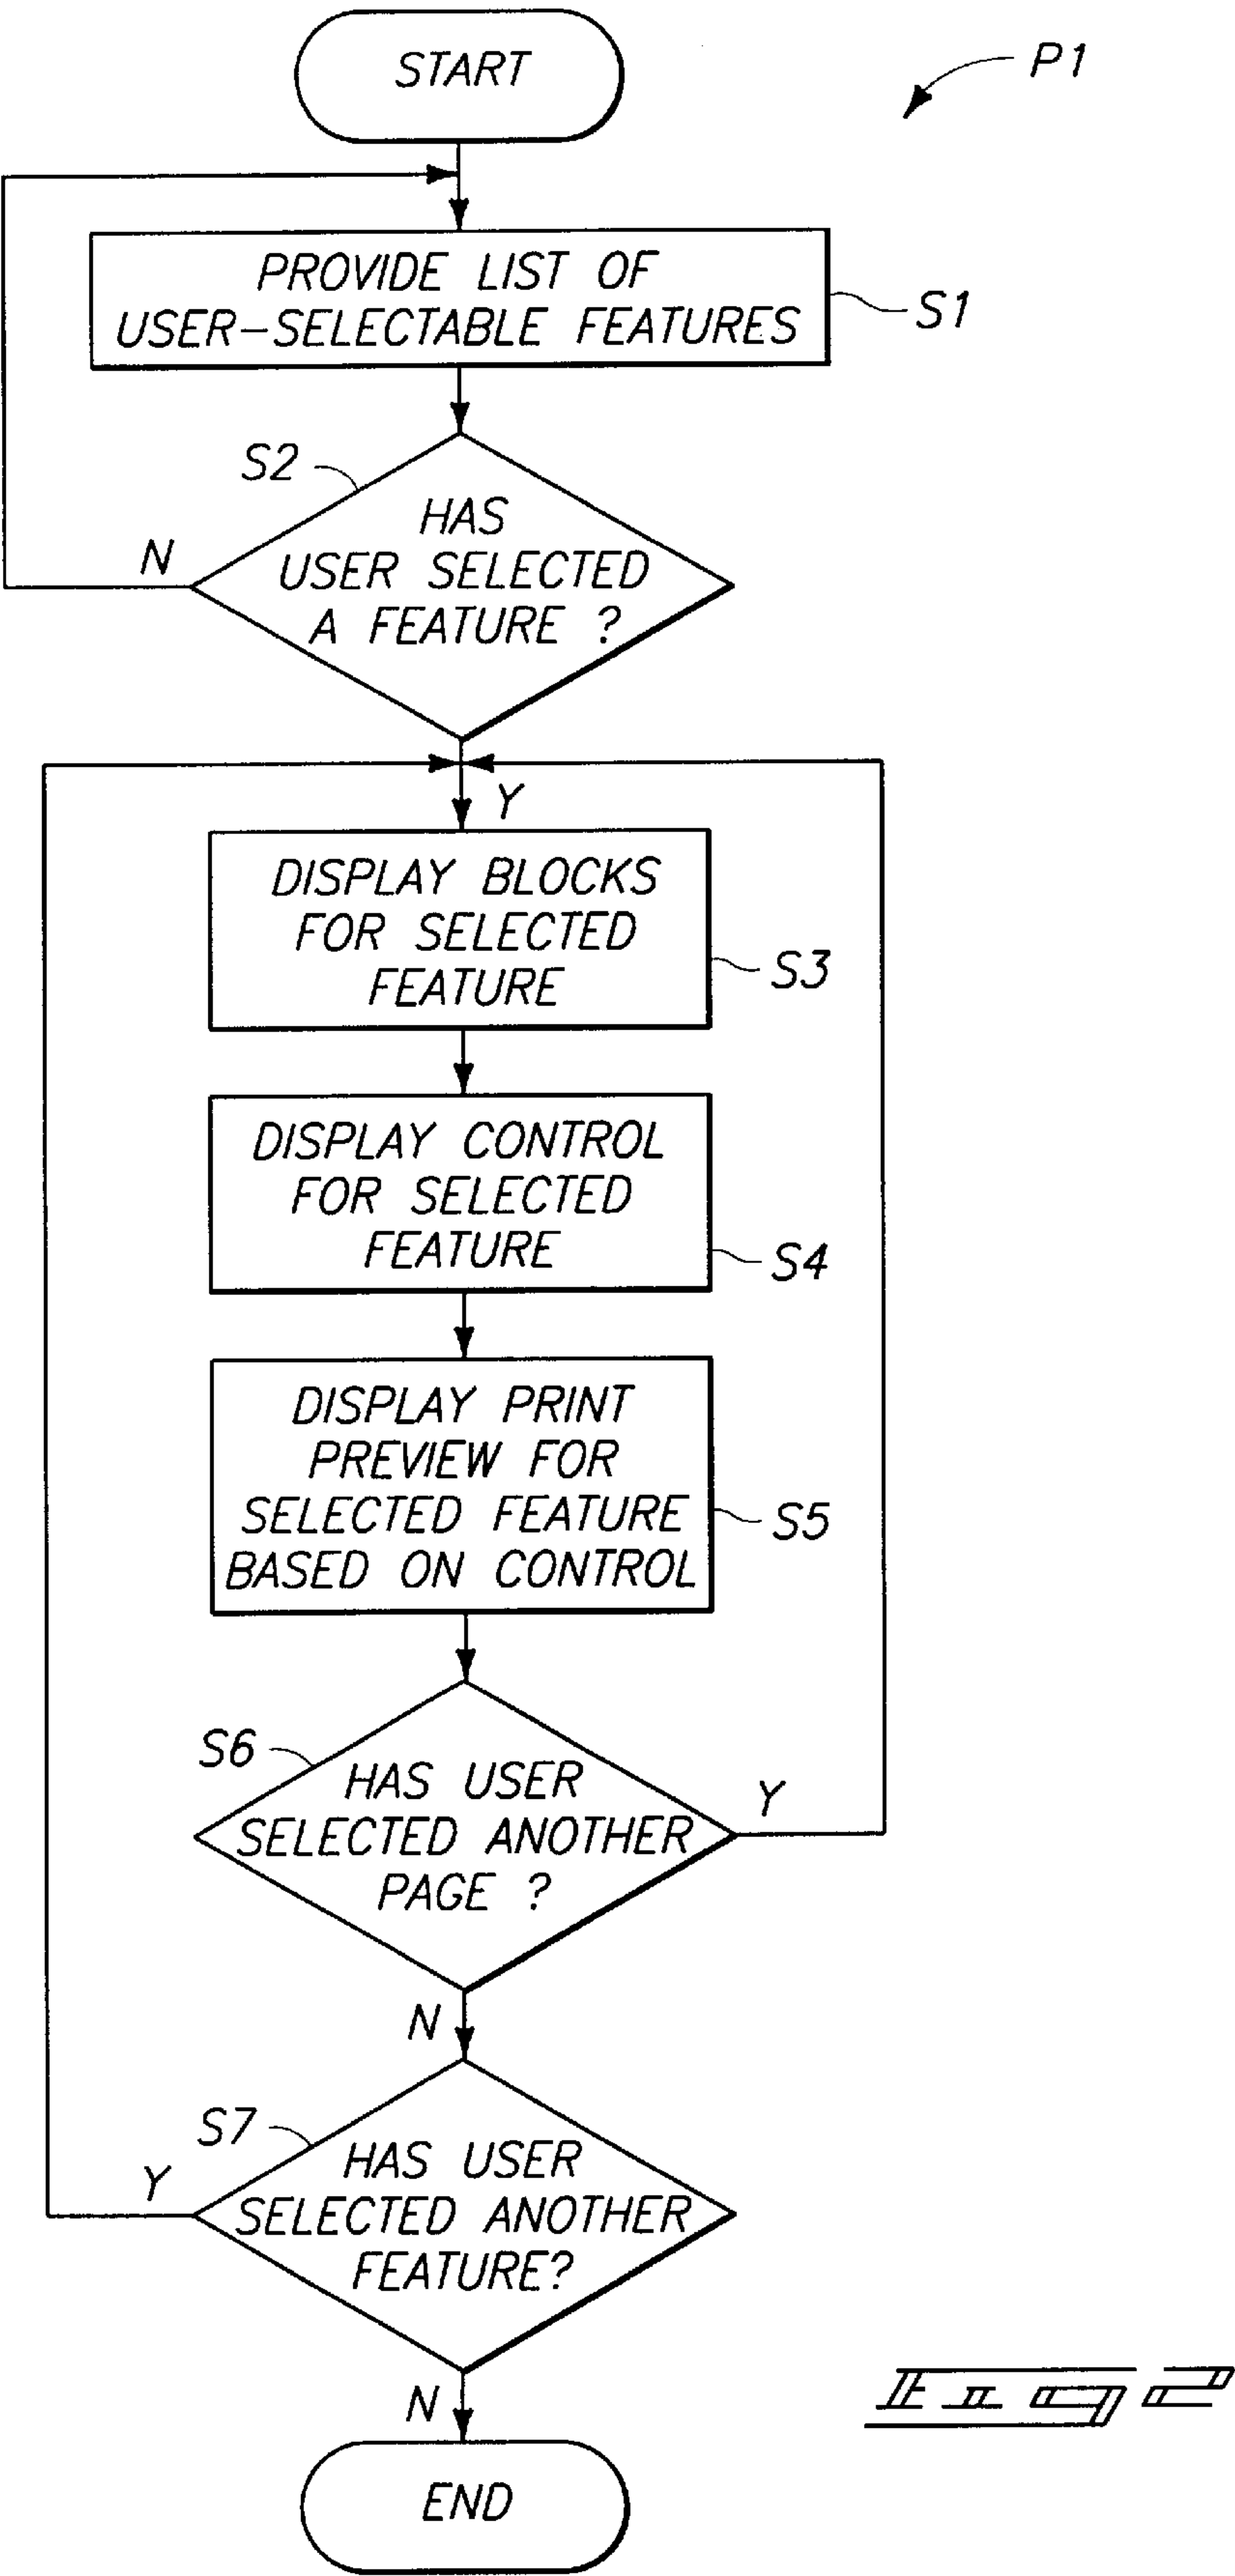 START
P1
PROVIDE LIST OF
USER-SELECTABLE FEATURES
S1
S2
HAS
USER SELECTED
A FEATURE ?
N
Y
DISPLAY BLOCKS
FOR SELECTED
FEATURE
S3
DISPLAY CONTROL
FOR SELECTED
FEATURE
S4
DISPLAY PRINT
PREVIEW FOR
SELECTED FEATURE
BASED ON CONTROL
S5
S6
HAS USER
SELECTED ANOTHER
PAGE ?
Y
N
S7
HAS USER
SELECTED ANOTHER
FEATURE?
Y
N
END
Fig 2